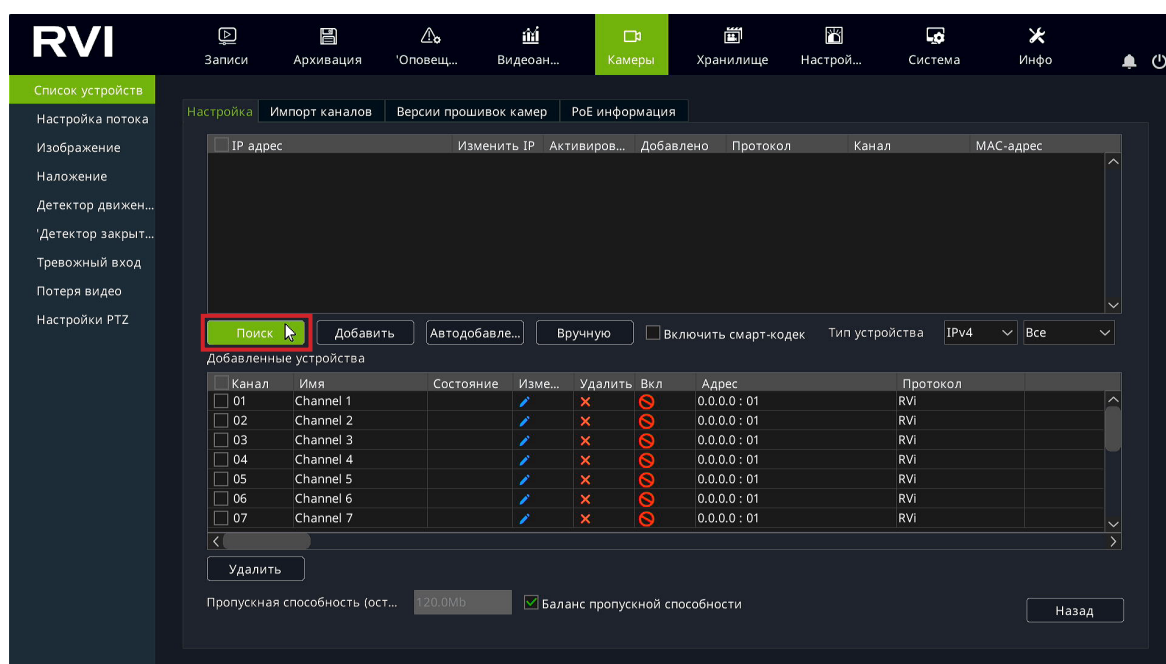 RVI
Записи Архивация 'Оповещ... Видеоан... Камеры Хранилище Настрой... Система Инфо
Список устройств
Настройка потока
Изображение
Наложение
Детектор движен...
'Детектор закрыт...
Тревожный вход
Потеря видео
Настройки PTZ
Настройка Импорт каналов Версии прошивок камер PoE информация
IP адрес Изменить IP Активиров... Добавлено Протокол Канал MAC-адрес
Поиск Добавить Автодобавле... Вручную Включить смарт-кодек Тип устройства IPv4 Все
Добавленные устройства
Канал Имя Состояние Изме... Удалить Вкл Адрес Протокол
01 Channel 1 0.0.0.0 : 01 RVi
02 Channel 2 0.0.0.0 : 01 RVi
03 Channel 3 0.0.0.0 : 01 RVi
04 Channel 4 0.0.0.0 : 01 RVi
05 Channel 5 0.0.0.0 : 01 RVi
06 Channel 6 0.0.0.0 : 01 RVi
07 Channel 7 0.0.0.0 : 01 RVi
Удалить
Пропускная способность (ост... 120.0Mb Баланс пропускной способности
Назад